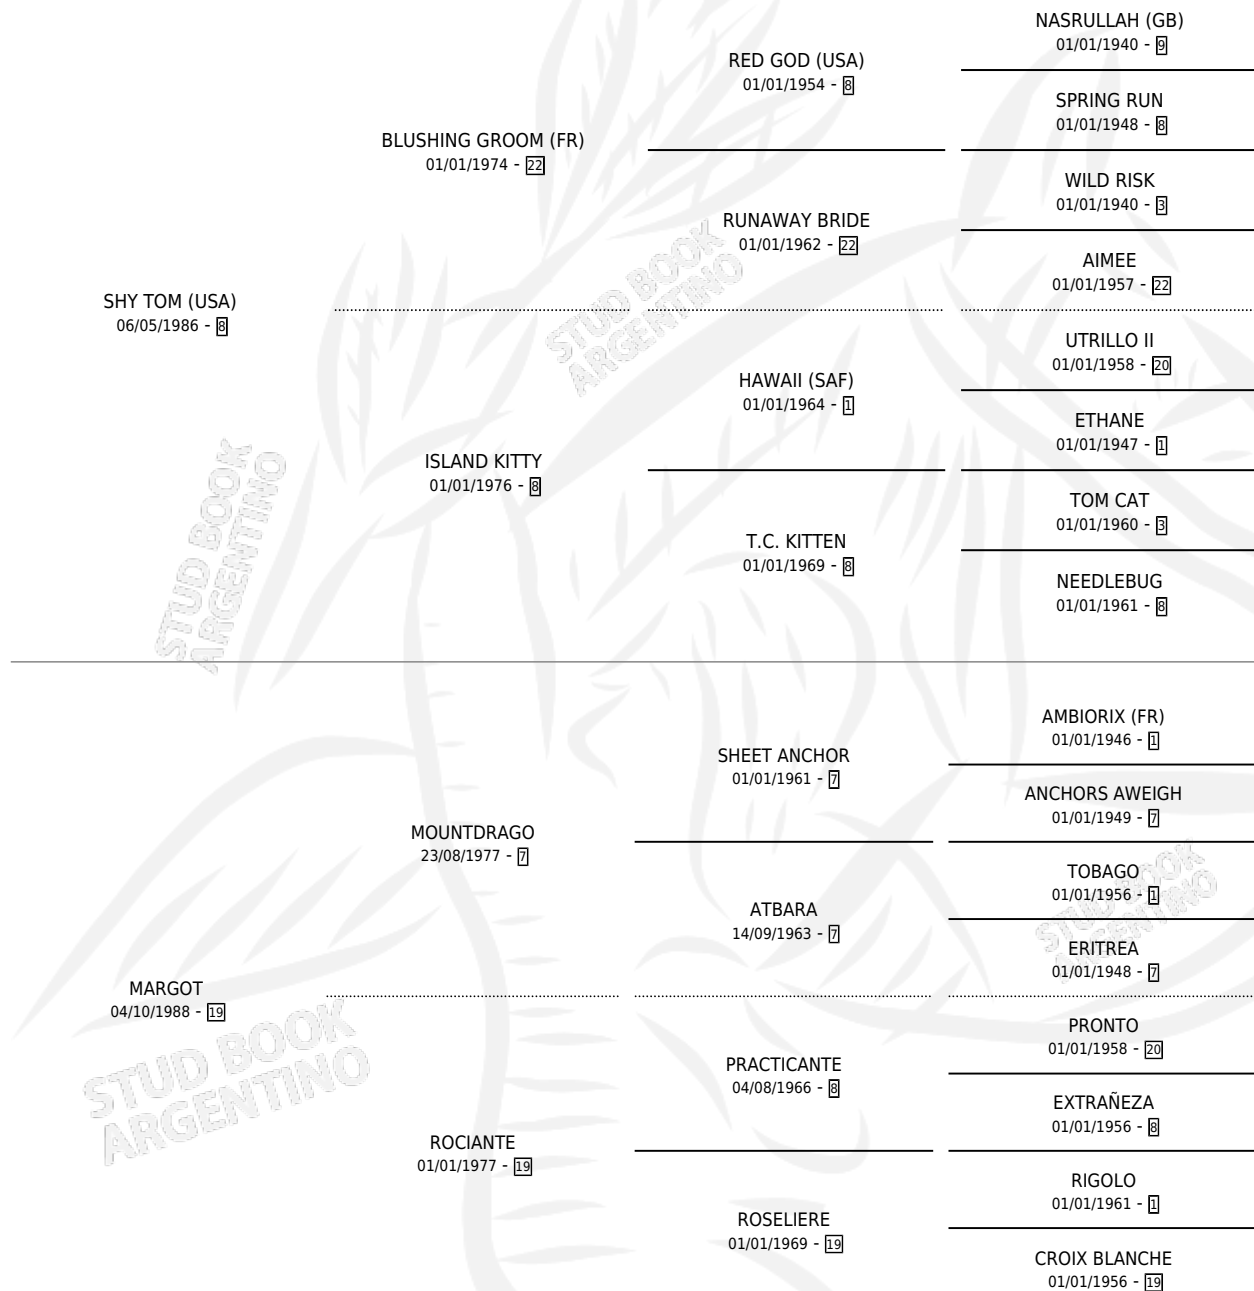 NASRULLAH (GB)
01/01/1940 - 9
RED GOD (USA)
01/01/1954 - 8
SPRING RUN
01/01/1948 - 8
BLUSHING GROOM (FR)
01/01/1974 - 22
WILD RISK
01/01/1940 - 3
RUNAWAY BRIDE
01/01/1962 - 22
AIMEE
01/01/1957 - 22
SHY TOM (USA)
06/05/1986 - 8
UTRILLO II
01/01/1958 - 20
HAWAII (SAF)
01/01/1964 - 1
ETHANE
01/01/1947 - 1
ISLAND KITTY
01/01/1976 - 8
TOM CAT
01/01/1960 - 3
T.C. KITTEN
01/01/1969 - 8
NEEDLEBUG
01/01/1961 - 8
AMBIORIX (FR)
01/01/1946 - 1
SHEET ANCHOR
01/01/1961 - 7
ANCHORS AWEIGH
01/01/1949 - 7
MOUNTDRAGO
23/08/1977 - 7
TOBAGO
01/01/1956 - 1
ATBARA
14/09/1963 - 7
ERITREA
01/01/1948 - 7
MARGOT
04/10/1988 - 19
PRONTO
01/01/1958 - 20
PRACTICANTE
04/08/1966 - 8
EXTRAÑEZA
01/01/1956 - 8
ROCIANTE
01/01/1977 - 19
RIGOLO
01/01/1961 - 1
ROSELIERE
01/01/1969 - 19
CROIX BLANCHE
01/01/1956 - 19
STUD BOOK
ARGENTINO
STUD BOOK
ARGENTINO
STUD BOOK
ARGENTINO
STUD BOOK
ARGENTINO